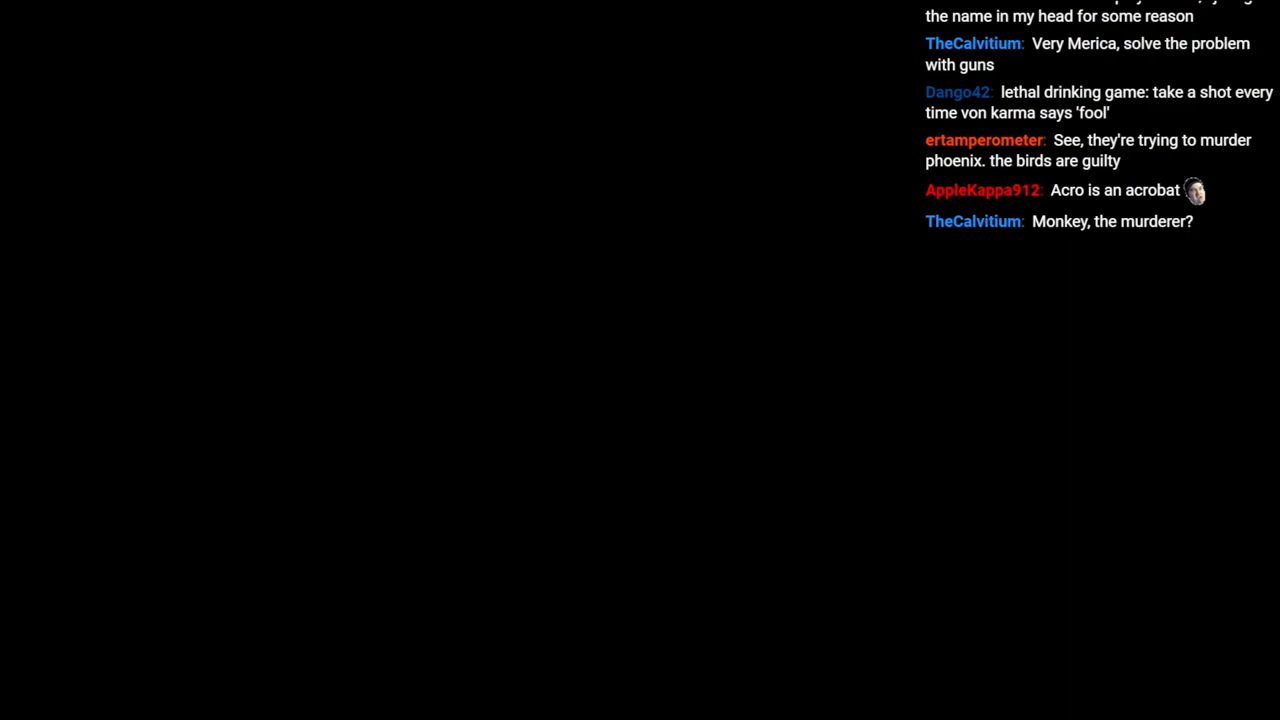 the name in my head for some reason
TheCalvitium: Very Merica, solve the problem
with guns
Dango42: lethal drinking game: take a shot every
time von karma says 'fool'
ertamperometer: See, they're trying to murder
phoenix. the birds are guilty
AppleKappa912: Acro is an acrobat
TheCalvitium: Monkey, the murderer?